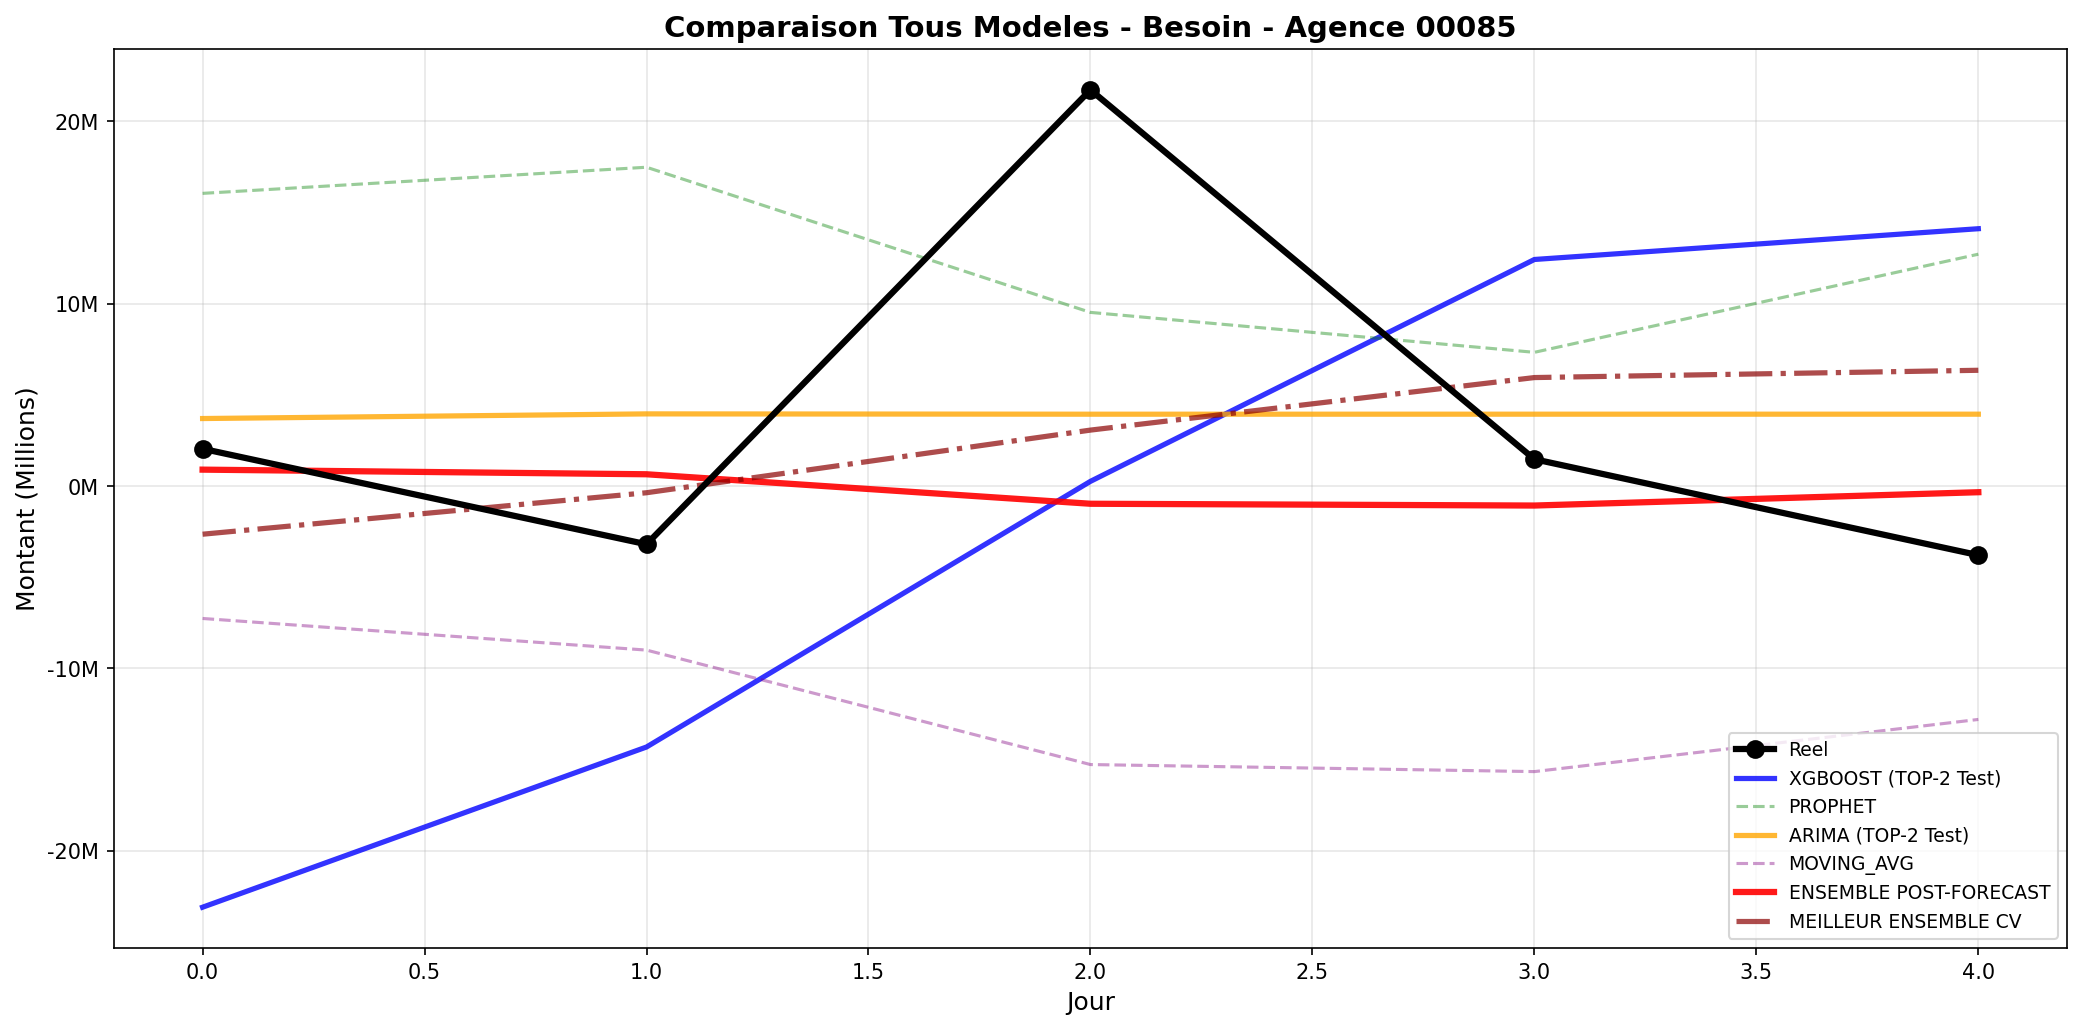 Comparaison Tous Modeles - Besoin - Agence 00085
Montant (Millions)
20M
10M
0M
-10M
-20M
0.0 0.5 1.0 1.5 2.0 2.5 3.0 3.5 4.0
Jour
Reel
XGBOOST (TOP-2 Test)
PROPHET
ARIMA (TOP-2 Test)
MOVING_AVG
ENSEMBLE POST-FORECAST
MEILLEUR ENSEMBLE CV